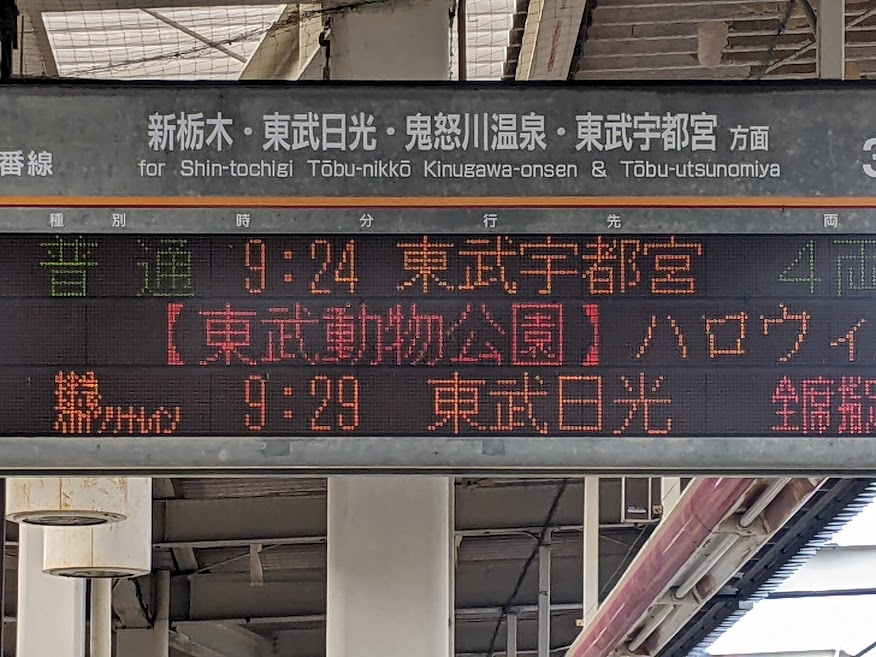 新栃木・東武日光・鬼怒川温泉・東武宇都宮 方面
番線 for Shin-tochigi Tōbu-nikkō Kinugawa-onsen & Tōbu-utsunomiya 3
種別 時 分 行 先 両
普通 9:24 東武宇都宮 4両
【東武動物公園】ハロウィ
9:29 東武日光 全席指